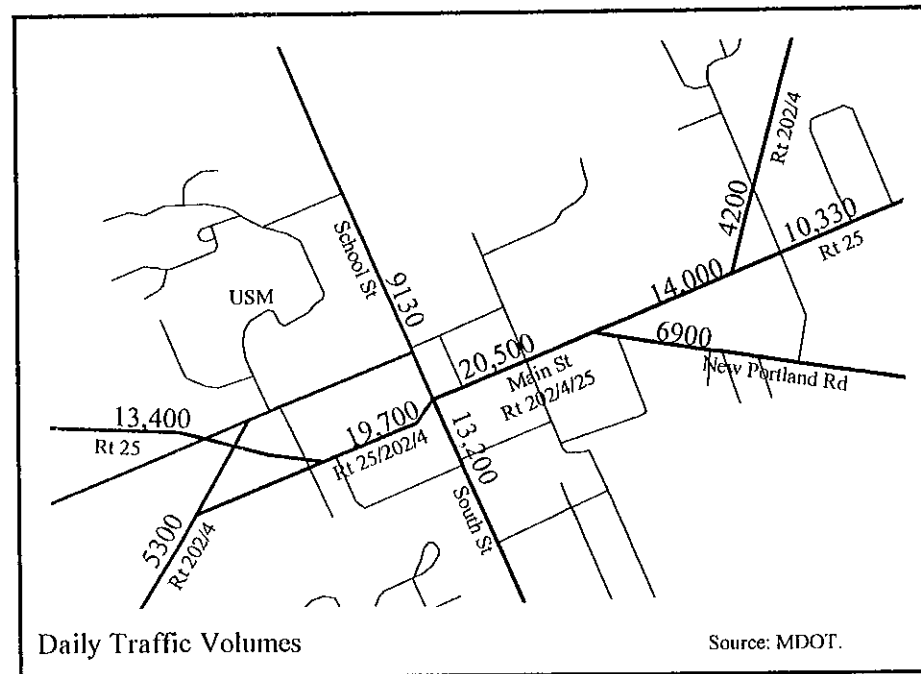 Rt 202/4
4200
10,330
Rt 25
School St
9130
14,000
USM
6900
New Portland Rd
20,500
Main St
Rt 202/4/25
13,400
Rt 25
19,700
Rt 25/202/4
13,200
South St
5300
Rt 202/4
Daily Traffic Volumes
Source: MDOT.